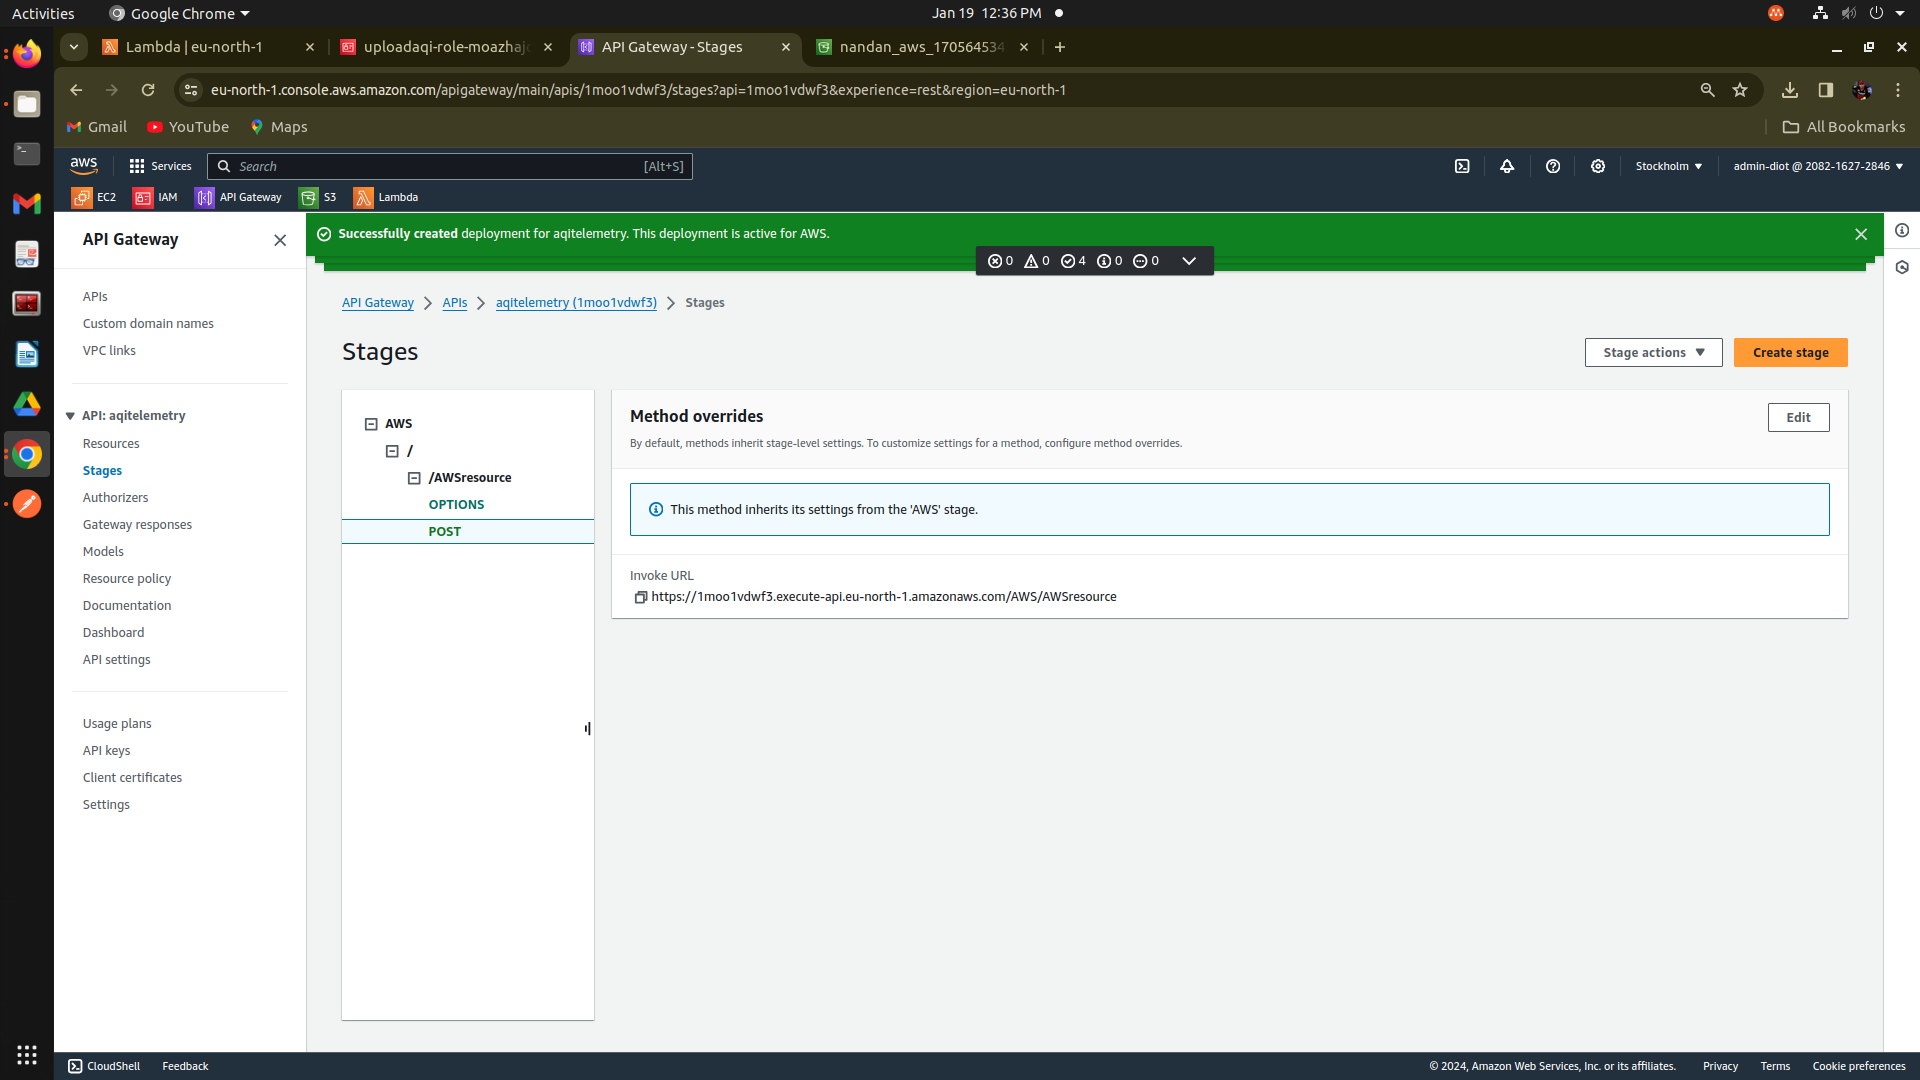 Activities
Google Chrome
Jan 19 12:36 PM
Lambda | eu-north-1
uploadaqi-role-moazhaj
API Gateway - Stages
nandan_aws_170564534
eu-north-1.console.aws.amazon.com/apigateway/main/apis/1moo1vdwf3/stages?api=1moo1vdwf3&experience=rest&region=eu-north-1
Gmail
YouTube
Maps
All Bookmarks
aws
Services
Search
[Alt+S]
Stockholm
admin-diot @ 2082-1627-2846
EC2
IAM
API Gateway
S3
Lambda
API Gateway
APIs
Custom domain names
VPC links
API: aqitelemetry
Resources
Stages
Authorizers
Gateway responses
Models
Resource policy
Documentation
Dashboard
API settings
Usage plans
API keys
Client certificates
Settings
Successfully created deployment for aqitelemetry. This deployment is active for AWS.
0 0 4 0 0
API Gateway
APIs
aqitelemetry (1moo1vdwf3)
Stages
Stages
Stage actions
Create stage
AWS
/
/AWSresource
OPTIONS
POST
Method overrides
Edit
By default, methods inherit stage-level settings. To customize settings for a method, configure method overrides.
This method inherits its settings from the 'AWS' stage.
Invoke URL
https://1moo1vdwf3.execute-api.eu-north-1.amazonaws.com/AWS/AWSresource
CloudShell
Feedback
© 2024, Amazon Web Services, Inc. or its affiliates.
Privacy
Terms
Cookie preferences